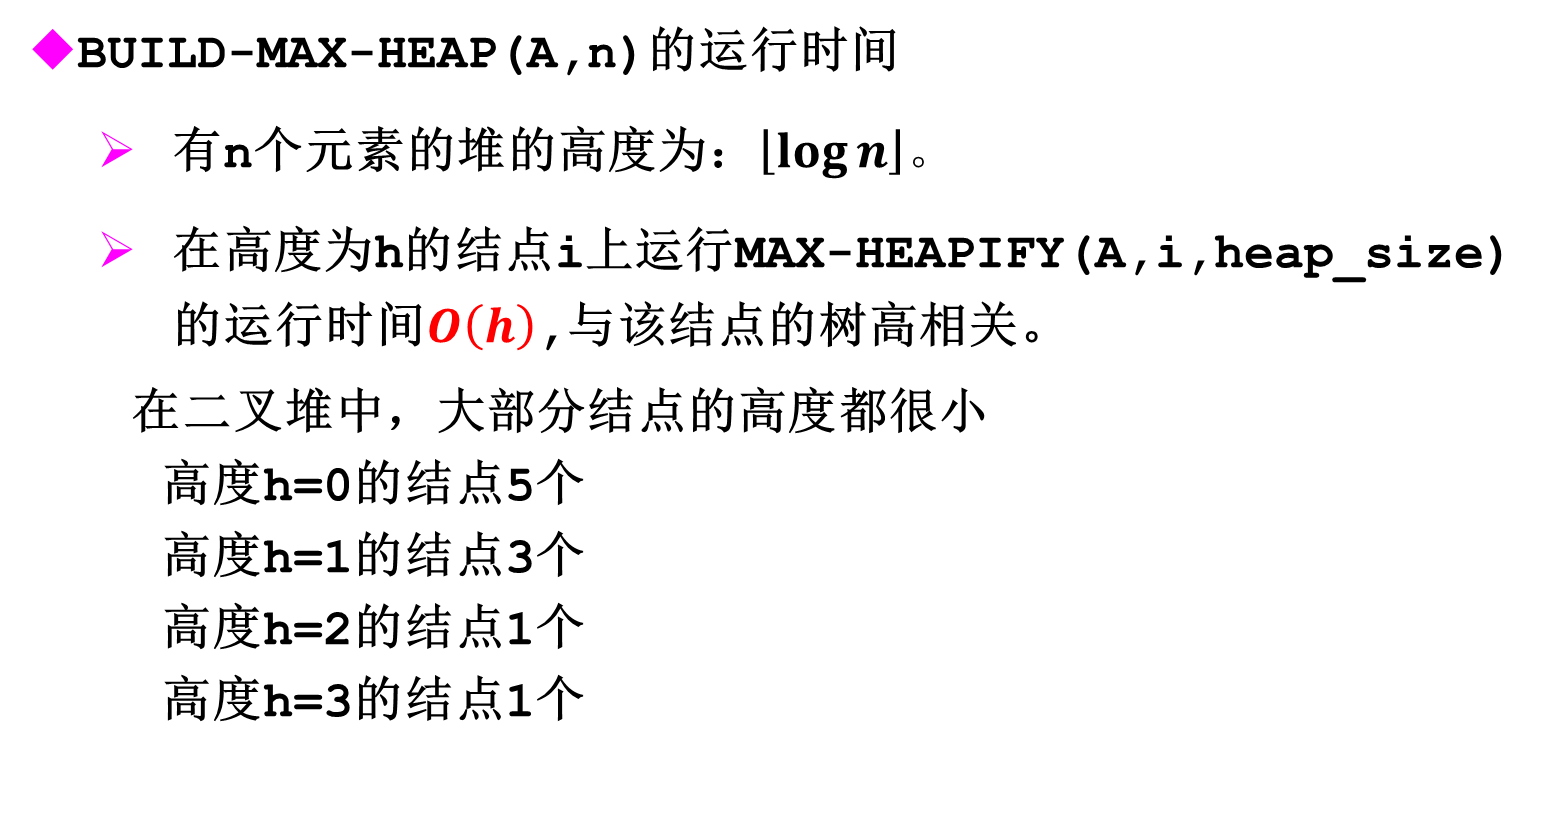 ◆BUILD-MAX-HEAP(A,n)的运行时间
➢ 有n个元素的堆的高度为：⌊log n⌋。
➢ 在高度为h的结点i上运行MAX-HEAPIFY(A,i,heap_size)
的运行时间O(h),与该结点的树高相关。
在二叉堆中，大部分结点的高度都很小
高度h=0的结点5个
高度h=1的结点3个
高度h=2的结点1个
高度h=3的结点1个